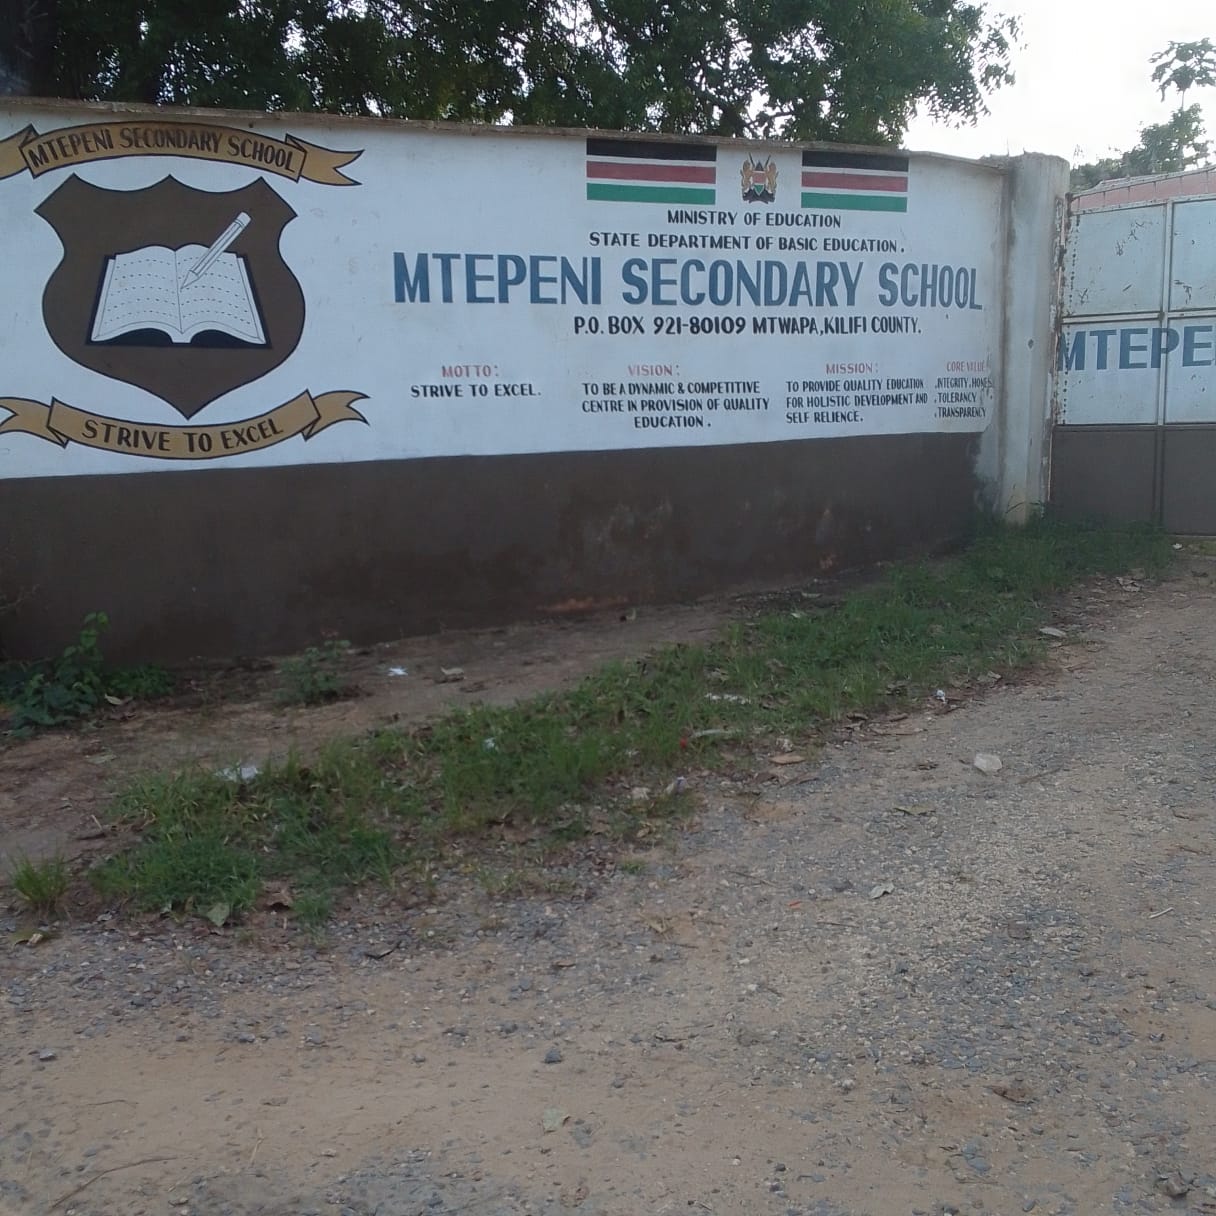 MTEPENI SECONDARY SCHOOL
STRIVE TO EXCEL
MINISTRY OF EDUCATION
STATE DEPARTMENT OF BASIC EDUCATION.
MTEPENI SECONDARY SCHOOL
P.O. BOX 921-80109 MTWAPA,KILIFI COUNTY.
MOTTO:
STRIVE TO EXCEL.
VISION:
TO BE A DYNAMIC & COMPETITIVE
CENTRE IN PROVISION OF QUALITY
EDUCATION.
MISSION:
TO PROVIDE QUALITY EDUCATION
FOR HOLISTIC DEVELOPMENT AND
SELF RELIENCE.
CORE VALUE
.INTEGRITY,HONES
.TOLERANCY
.TRANSPARENCY
MTEPE